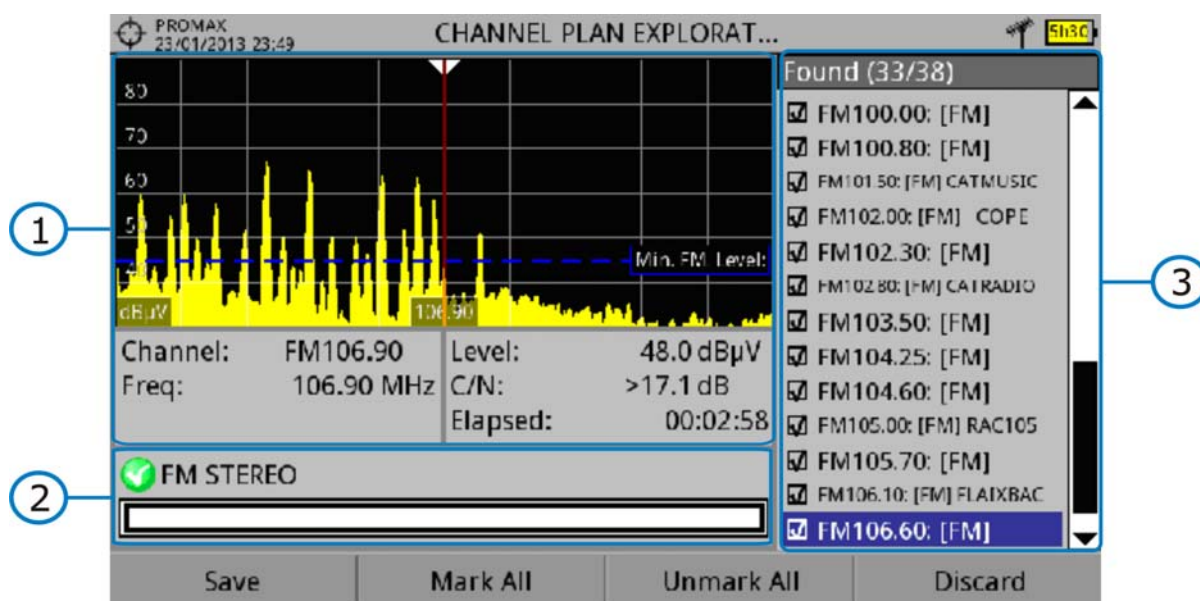 PROMAX
23/01/2013 23:49
CHANNEL PLAN EXPLORAT...
5h30
80
70
60
50
Min. FM Level:
dBµV
106.90
Channel: FM106.90
Freq: 106.90 MHz
Level: 48.0 dBµV
C/N: >17.1 dB
Elapsed: 00:02:58
1
FM STEREO
2
Found (33/38)
FM100.00: [FM]
FM100.80: [FM]
FM101.50: [FM] CATMUSIC
FM102.00: [FM] COPE
FM102.30: [FM]
FM102.80: [FM] CATRADIO
FM103.50: [FM]
FM104.25: [FM]
FM104.60: [FM]
FM105.00: [FM] RAC105
FM105.70: [FM]
FM106.10: [FM] FLAIXBAC
FM106.60: [FM]
3
Save Mark All Unmark All Discard